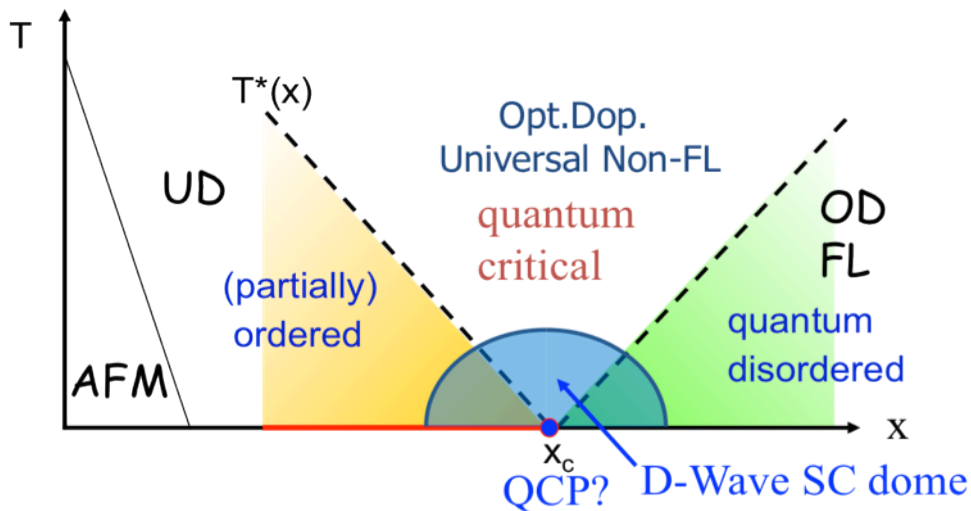 T
T*(x)
Opt.Dop.
Universal Non-FL
UD
quantum
critical
OD
FL
(partially)
ordered
quantum
disordered
AFM
x
xc
QCP?
D-Wave SC dome